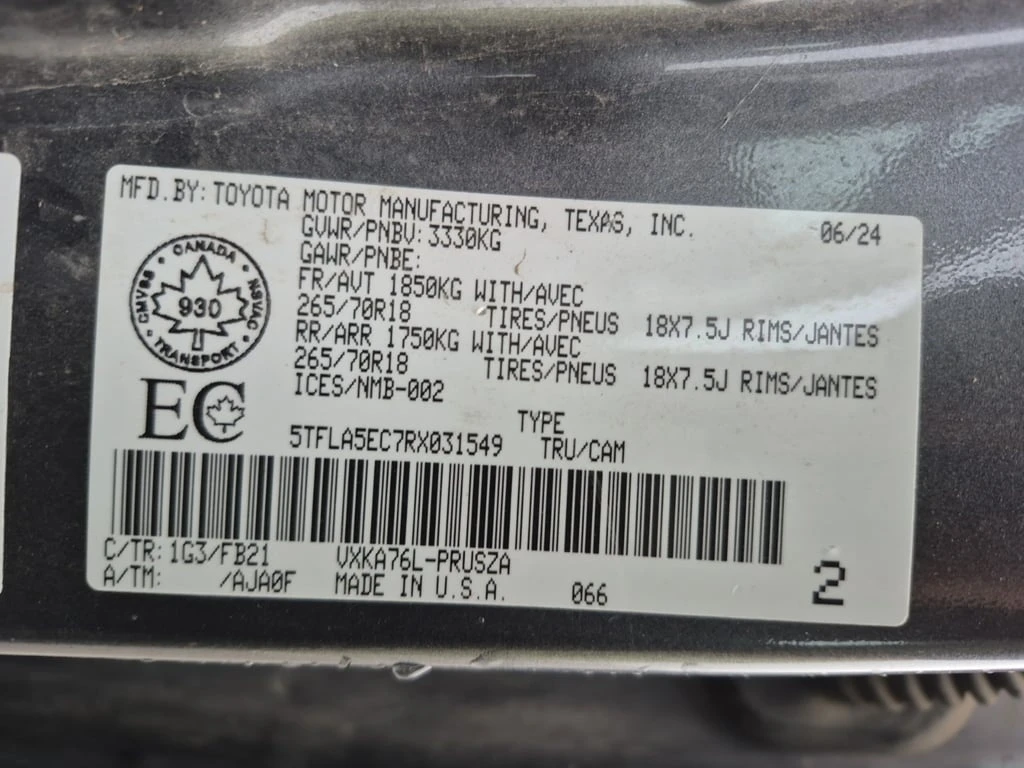 MFD.BY: TOYOTA MOTOR MANUFACTURING, TEXAS, INC. 06/24
GVWR/PNBV: 3330KG
GAWR/PNBE:
FR/AVT 1850KG WITH/AVEC
265/70R18 TIRES/PNEUS 18X7.5J RIMS/JANTES
RR/ARR 1750KG WITH/AVEC
265/70R18 TIRES/PNEUS 18X7.5J RIMS/JANTES
ICES/NMB-002
CANADA
CMVSS 930 NSVAC
TRANSPORT
EC
TYPE
5TFLA5EC7RX031549 TRU/CAM
C/TR: 1G3/FB21 VXKA76L-PRUSZA
A/TM: /AJA0F MADE IN U.S.A. 066
2